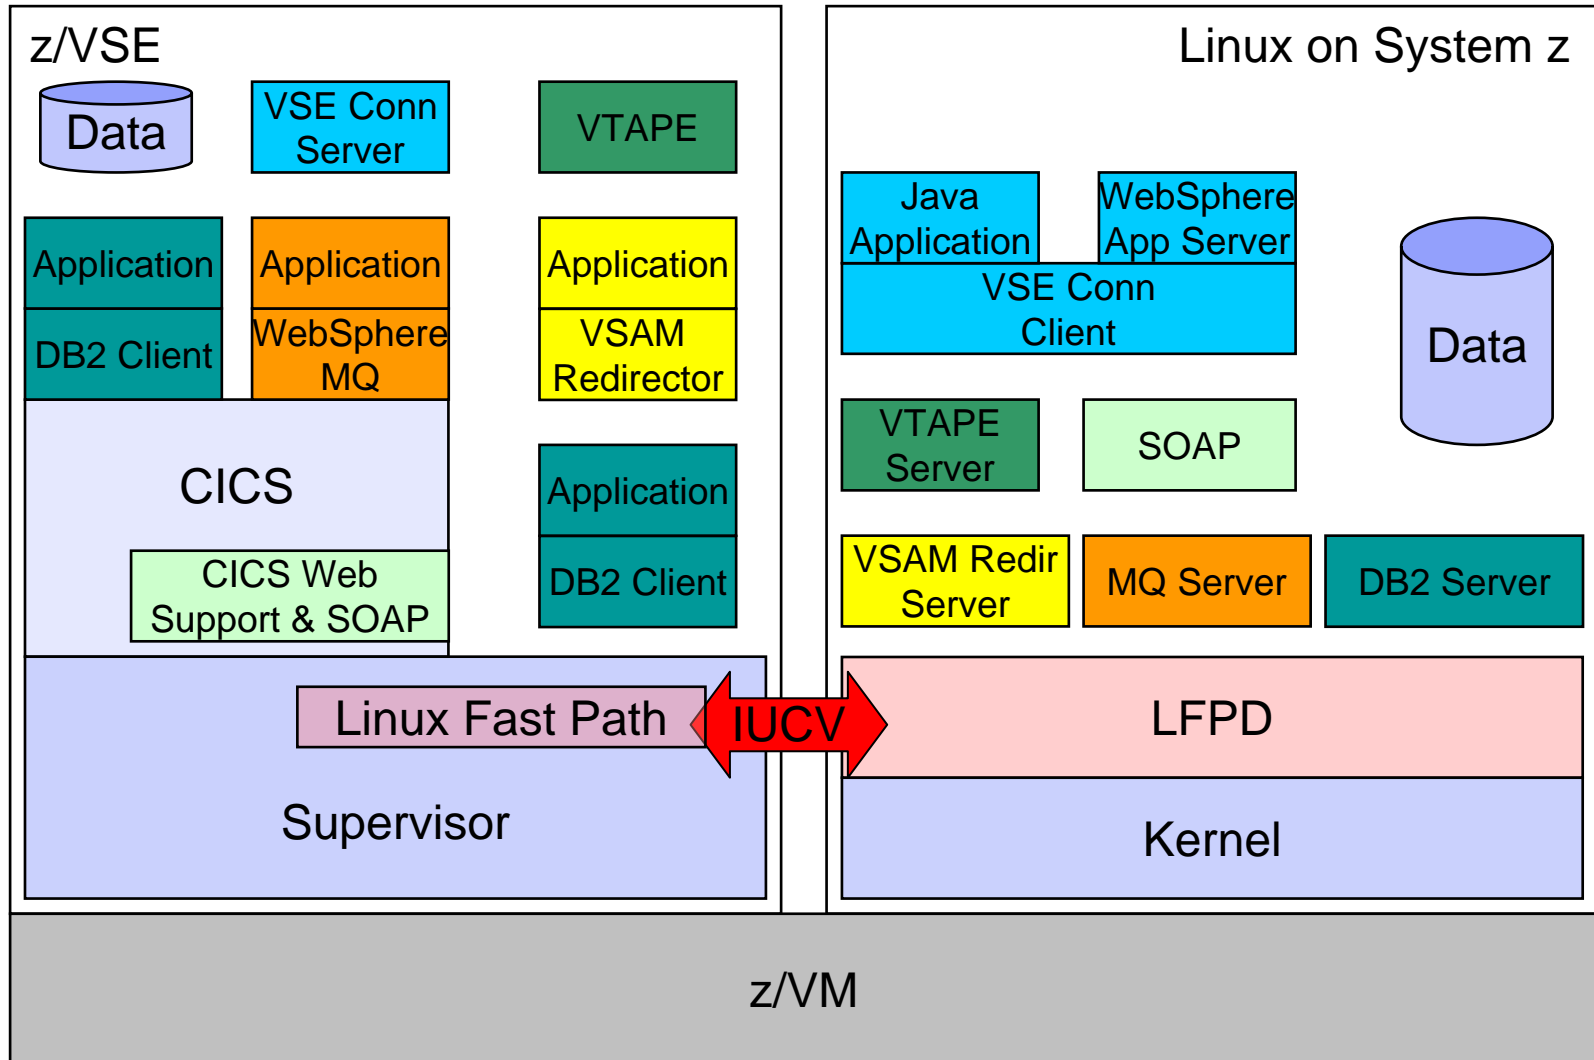 z/VSE
Data
VSE Conn
Server
VTAPE
Application
DB2 Client
Application
WebSphere
MQ
Application
VSAM
Redirector
CICS
CICS Web
Support & SOAP
Application
DB2 Client
Linux Fast Path
Supervisor
IUCV
Linux on System z
Java
Application
WebSphere
App Server
VSE Conn
Client
Data
VTAPE
Server
SOAP
VSAM Redir
Server
MQ Server
DB2 Server
LFPD
Kernel
z/VM